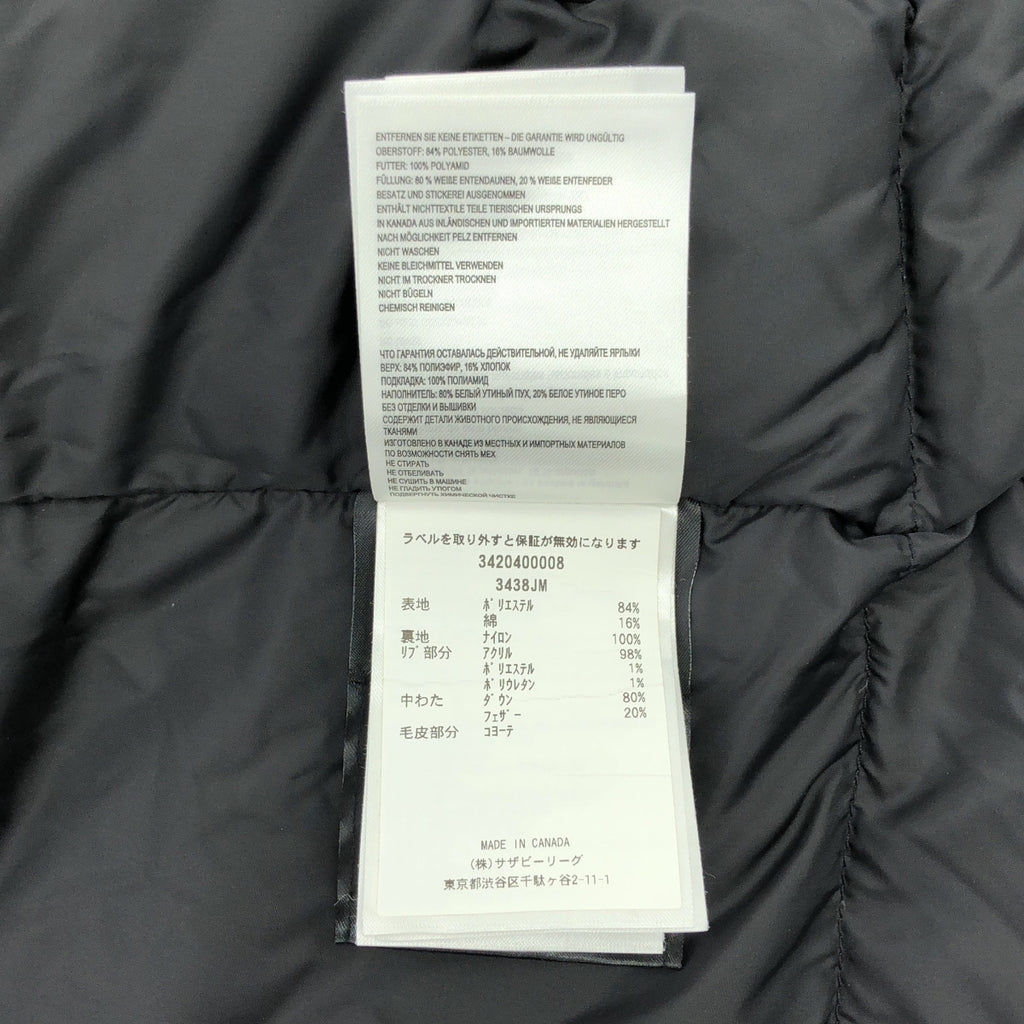 ENTFERNEN SIE KEINE ETIKETTEN – DIE GARANTIE WIRD UNGÜLTIG
OBERSTOFF: 84% POLYESTER, 16% BAUMWOLLE
FUTTER: 100% POLYAMID
FÜLLUNG: 80 % WEIßE ENTENDAUNEN, 20 % WEIßE ENTENFEDER
BESATZ UND STICKEREI AUSGENOMMEN
ENTHÄLT NICHTTEXTILE TEILE TIERISCHEN URSPRUNGS
IN KANADA AUS INLÄNDISCHEN UND IMPORTIERTEN MATERIALIEN HERGESTELLT
NACH MÖGLICHKEIT PELZ ENTFERNEN
NICHT WASCHEN
KEINE BLEICHMITTEL VERWENDEN
NICHT IM TROCKNER TROCKNEN
NICHT BÜGELN
CHEMISCH REINIGEN
ЧТО ГАРАНТИЯ ОСТАВАЛАСЬ ДЕЙСТВИТЕЛЬНОЙ, НЕ УДАЛЯЙТЕ ЯРЛЫКИ
ВЕРХ: 84% ПОЛИЭФИР, 16% ХЛОПОК
ПОДКЛАДКА: 100% ПОЛИАМИД
НАПОЛНИТЕЛЬ: 80% БЕЛЫЙ УТИНЫЙ ПУХ, 20% БЕЛОЕ УТИНОЕ ПЕРО
БЕЗ ОТДЕЛКИ И ВЫШИВКИ
СОДЕРЖИТ ДЕТАЛИ ЖИВОТНОГО ПРОИСХОЖДЕНИЯ, НЕ ЯВЛЯЮЩИЕСЯ
ТКАНЯМИ
ИЗГОТОВЛЕНО В КАНАДЕ ИЗ МЕСТНЫХ И ИМПОРТНЫХ МАТЕРИАЛОВ
ПО ВОЗМОЖНОСТИ СНЯТЬ МЕХ
НЕ СТИРАТЬ
НЕ ОТБЕЛИВАТЬ
НЕ СУШИТЬ В МАШИНЕ
НЕ ГЛАДИТЬ УТЮГОМ
ПОДВЕРГНУТЬ ХИМИЧЕСКОЙ ЧИСТКЕ
ラベルを取り外すと保証が無効になります
3420400008
3438JM
表地 ﾎﾟﾘｴｽﾃﾙ 84%
綿 16%
裏地 ﾅｲﾛﾝ 100%
ﾘﾌﾞ部分 ｱｸﾘﾙ 98%
ﾎﾟﾘｴｽﾃﾙ 1%
ﾎﾟﾘｳﾚﾀﾝ 1%
中わた ﾀﾞｳﾝ 80%
ﾌｪｻﾞｰ 20%
毛皮部分 ｺﾖｰﾃ
MADE IN CANADA
(株)サザビーリーグ
東京都渋谷区千駄ヶ谷2-11-1